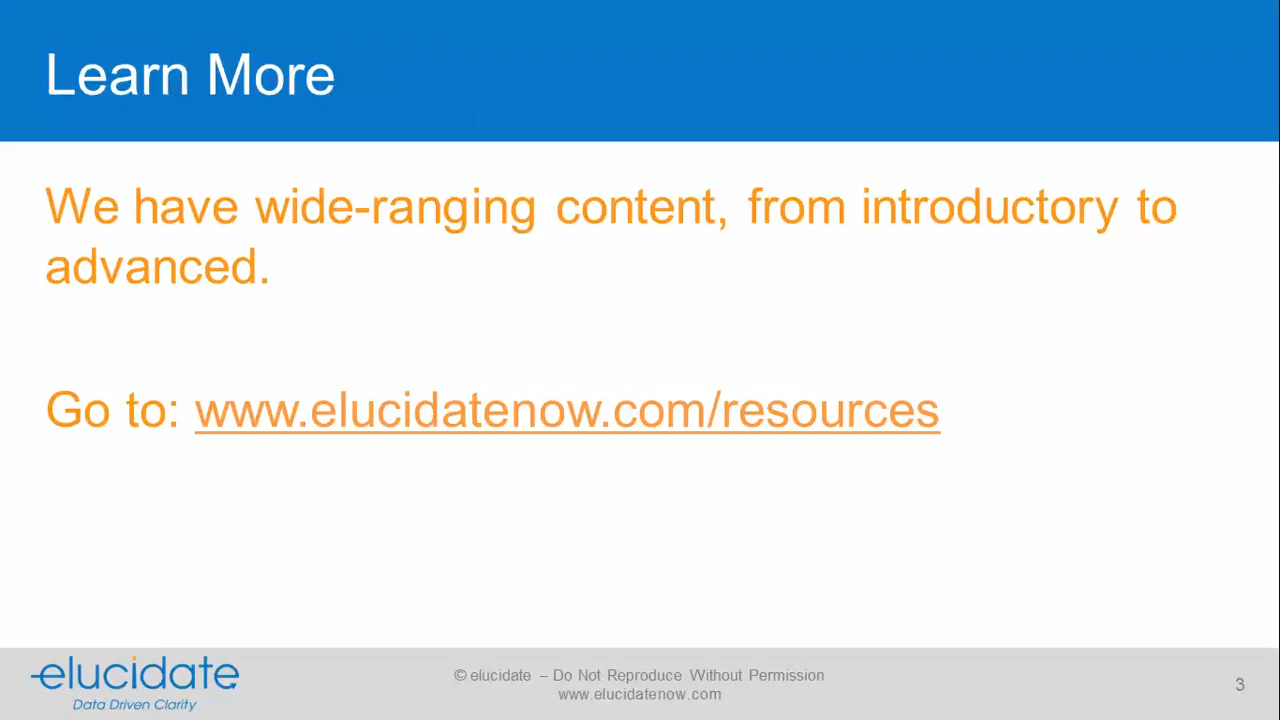 Learn More
We have wide-ranging content, from introductory to
advanced.
Go to: www.elucidatenow.com/resources
elucidate
Data Driven Clarity
© elucidate – Do Not Reproduce Without Permission
www.elucidatenow.com
3